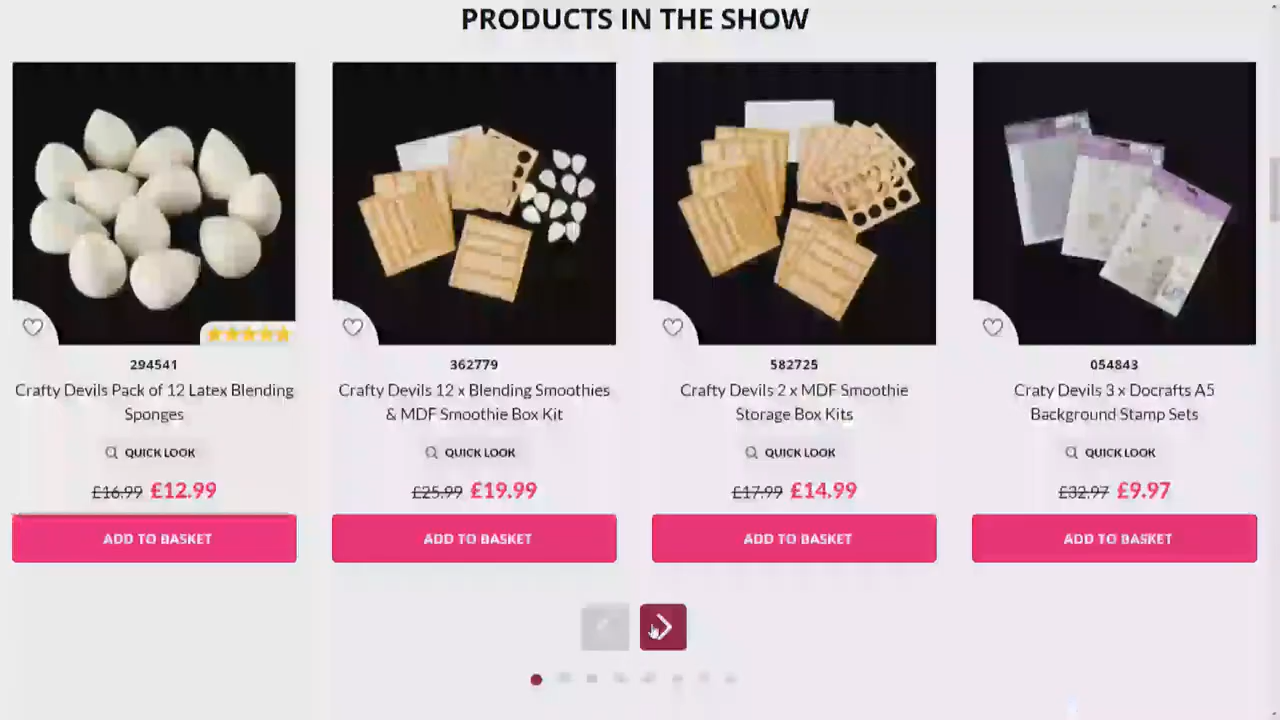 PRODUCTS IN THE SHOW
294541
Crafty Devils Pack of 12 Latex Blending
Sponges
QUICK LOOK
£16.99 £12.99
ADD TO BASKET
362779
Crafty Devils 12 x Blending Smoothies
& MDF Smoothie Box Kit
QUICK LOOK
£25.99 £19.99
ADD TO BASKET
582725
Crafty Devils 2 x MDF Smoothie
Storage Box Kits
QUICK LOOK
£17.99 £14.99
ADD TO BASKET
054843
Craty Devils 3 x Docrafts A5
Background Stamp Sets
QUICK LOOK
£32.97 £9.97
ADD TO BASKET